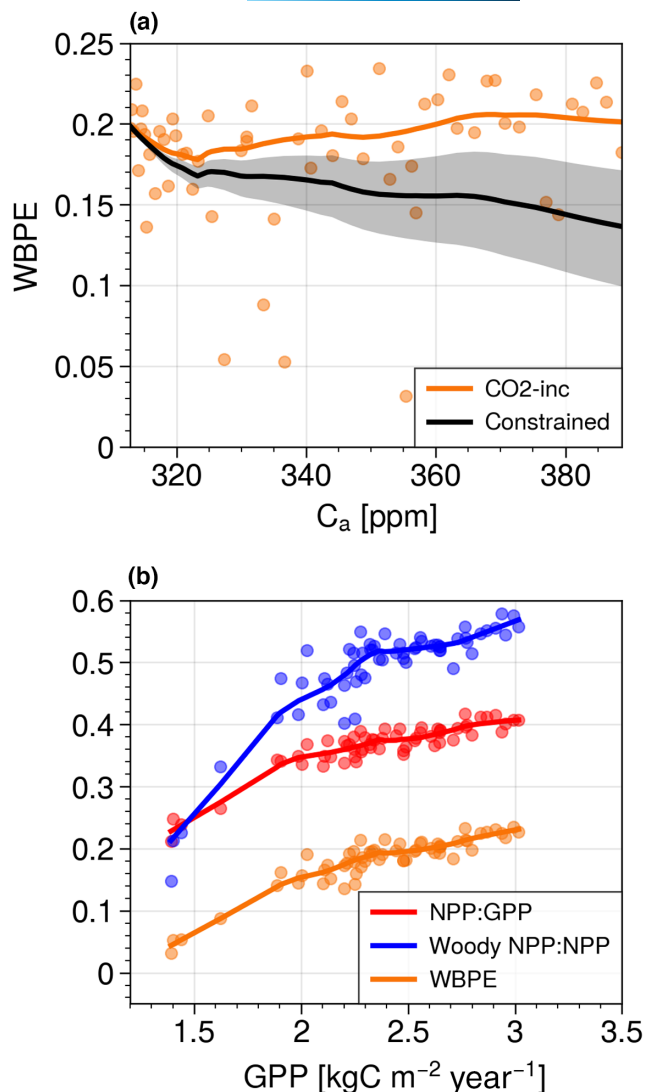 (a)
0.25
0.2
0.15
0.1
0.05
0
WBPE
CO2-inc
Constrained
320 340 360 380
Cₐ [ppm]
(b)
0.6
0.5
0.4
0.3
0.2
0.1
0
NPP:GPP
Woody NPP:NPP
WBPE
1.5 2 2.5 3 3.5
GPP [kgC m⁻² year⁻¹]